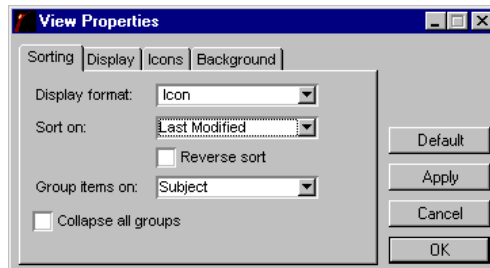 View Properties
Sorting Display Icons Background
Display format: Icon
Sort on: Last Modified
Reverse sort
Default
Group items on: Subject
Apply
Collapse all groups
Cancel
OK